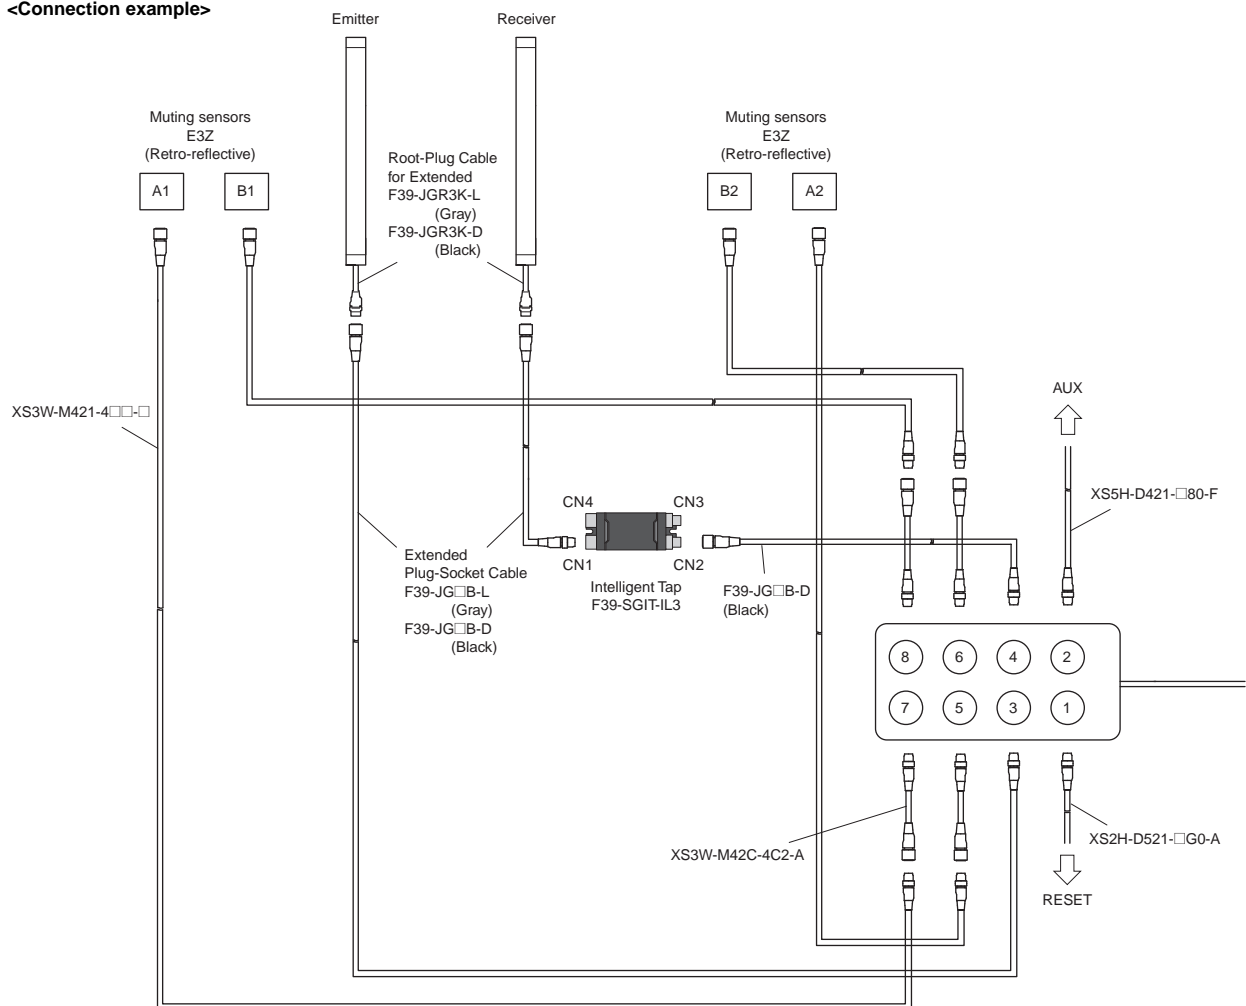 <Connection example>
Emitter
Receiver
Muting sensors
E3Z
(Retro-reflective)
A1
B1
Root-Plug Cable
for Extended
F39-JGR3K-L
(Gray)
F39-JGR3K-D
(Black)
Muting sensors
E3Z
(Retro-reflective)
B2
A2
XS3W-M421-4□□-□
AUX
XS5H-D421-□80-F
CN4
CN3
CN1
CN2
Intelligent Tap
F39-SGIT-IL3
Extended
Plug-Socket Cable
F39-JG□B-L
(Gray)
F39-JG□B-D
(Black)
F39-JG□B-D
(Black)
8
6
4
2
7
5
3
1
XS3W-M42C-4C2-A
XS2H-D521-□G0-A
RESET